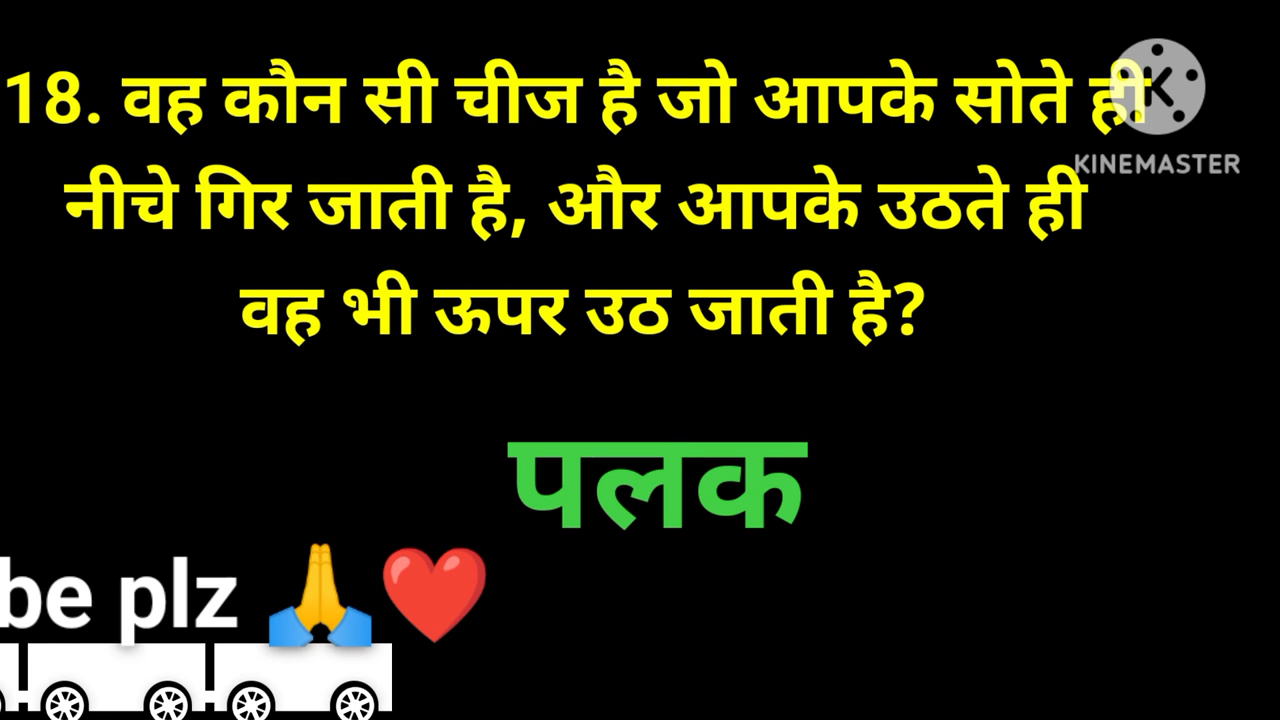 18. वह कौन सी चीज है जो आपके सोते ही
नीचे गिर जाती है, और आपके उठते ही
वह भी ऊपर उठ जाती है?
पलक
be plz 🙏❤️
K
KINEMASTER